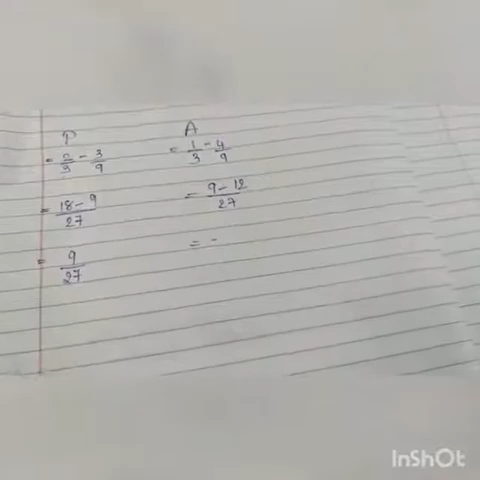 P A
= 2/3 - 3/9 = 1/3 - 4/9
= 18-9/27 = 9-12/27
= 9/27 = -
InShOt